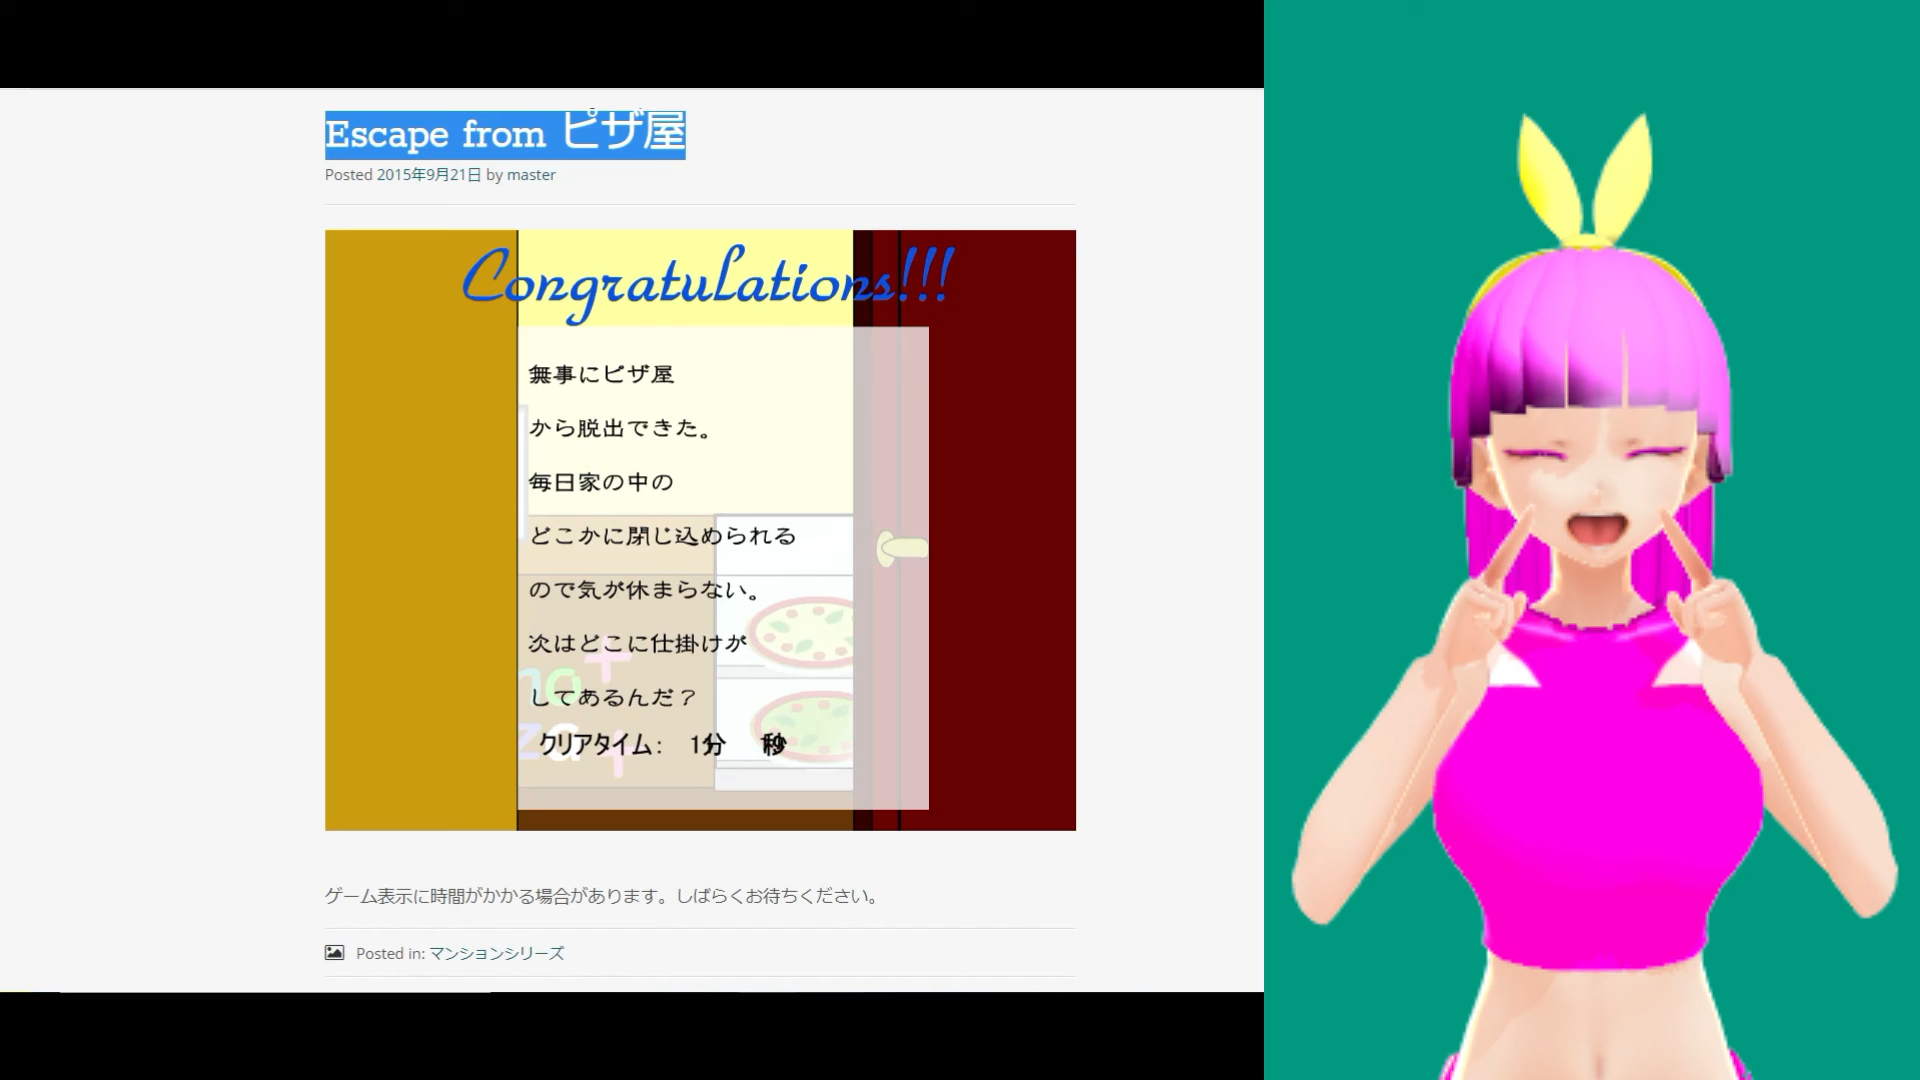 Escape from ピザ屋
Posted 2015年9月21日 by master
Congratulations!!!
無事にピザ屋
から脱出できた。
毎日家の中の
どこかに閉じ込められる
ので気が休まらない。
次はどこに仕掛けが
してあるんだ？
クリアタイム： 1分 秒
ゲーム表示に時間がかかる場合があります。しばらくお待ちください。
Posted in: マンションシリーズ